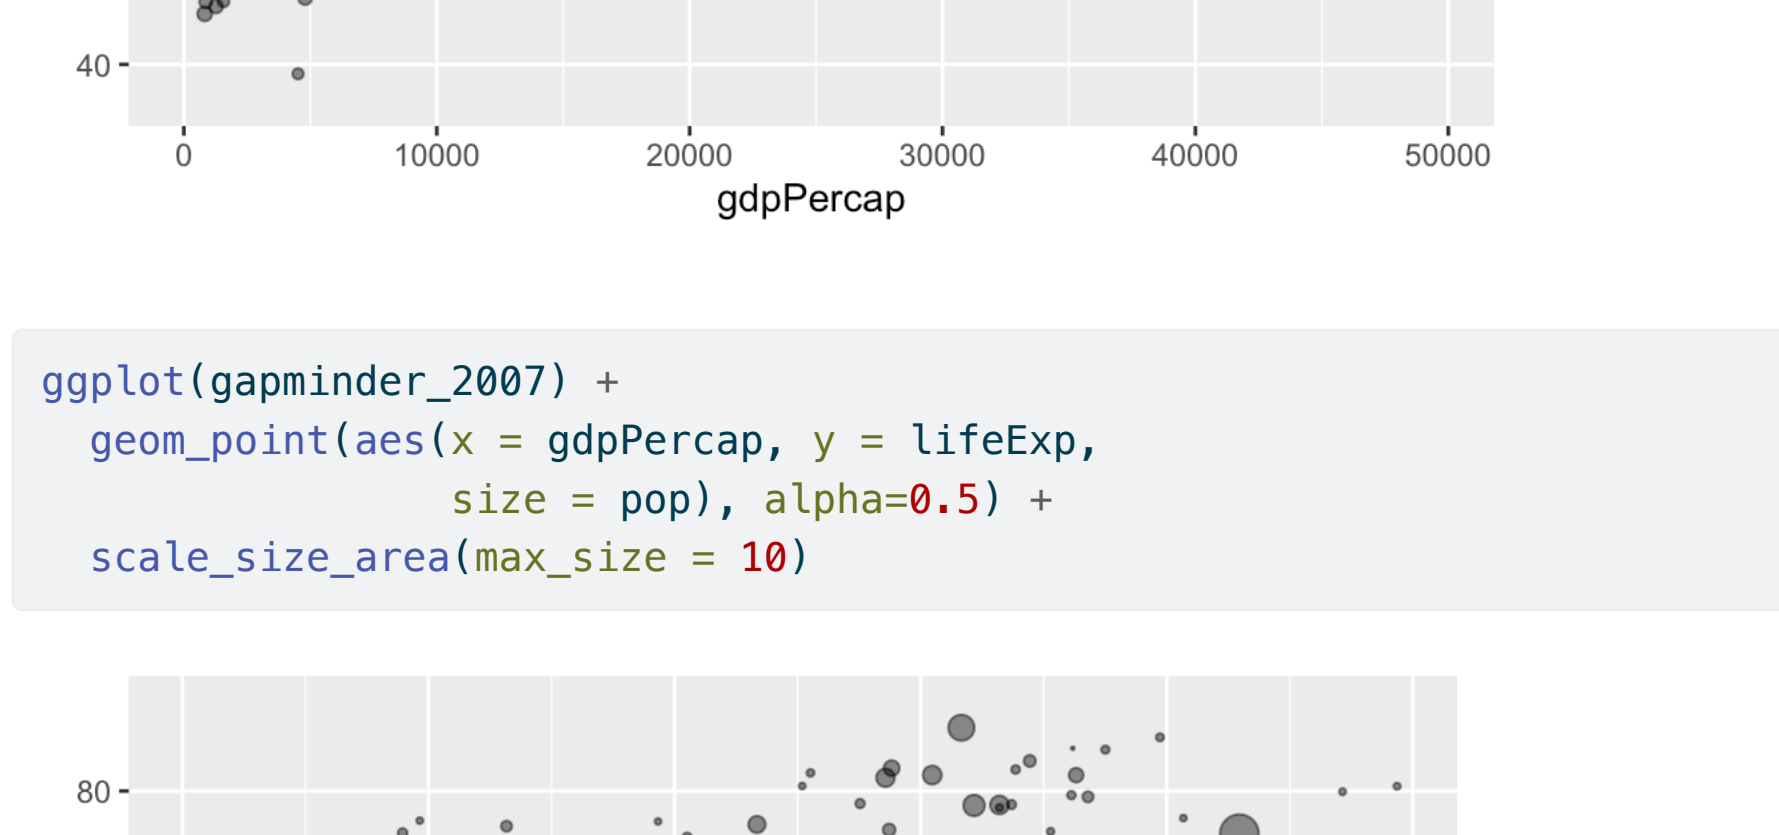 40
0 10000 20000 30000 40000 50000
gdpPercap
ggplot(gapminder_2007) +
  geom_point(aes(x = gdpPercap, y = lifeExp,
                 size = pop), alpha=0.5) +
  scale_size_area(max_size = 10)
80